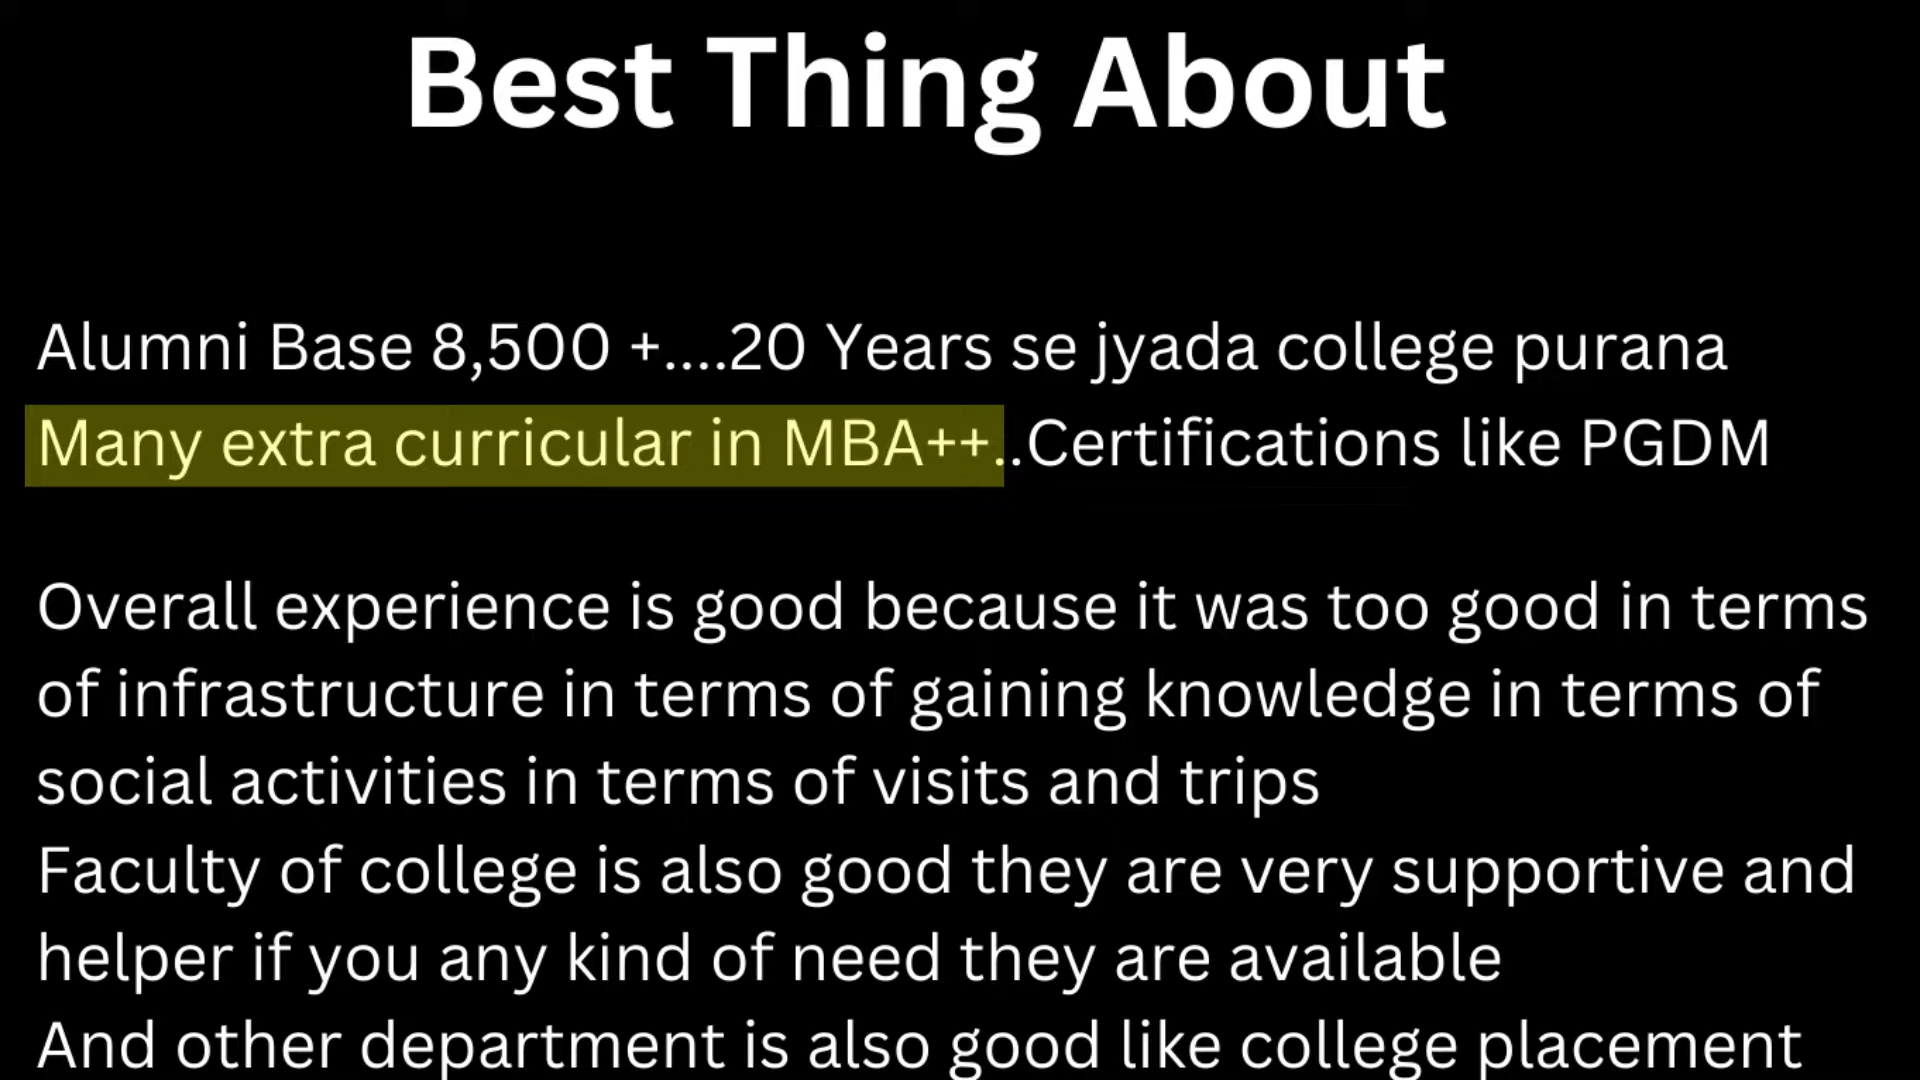 Best Thing About
Alumni Base 8,500 +....20 Years se jyada college purana
Many extra curricular in MBA++..Certifications like PGDM
Overall experience is good because it was too good in terms
of infrastructure in terms of gaining knowledge in terms of
social activities in terms of visits and trips
Faculty of college is also good they are very supportive and
helper if you any kind of need they are available
And other department is also good like college placement